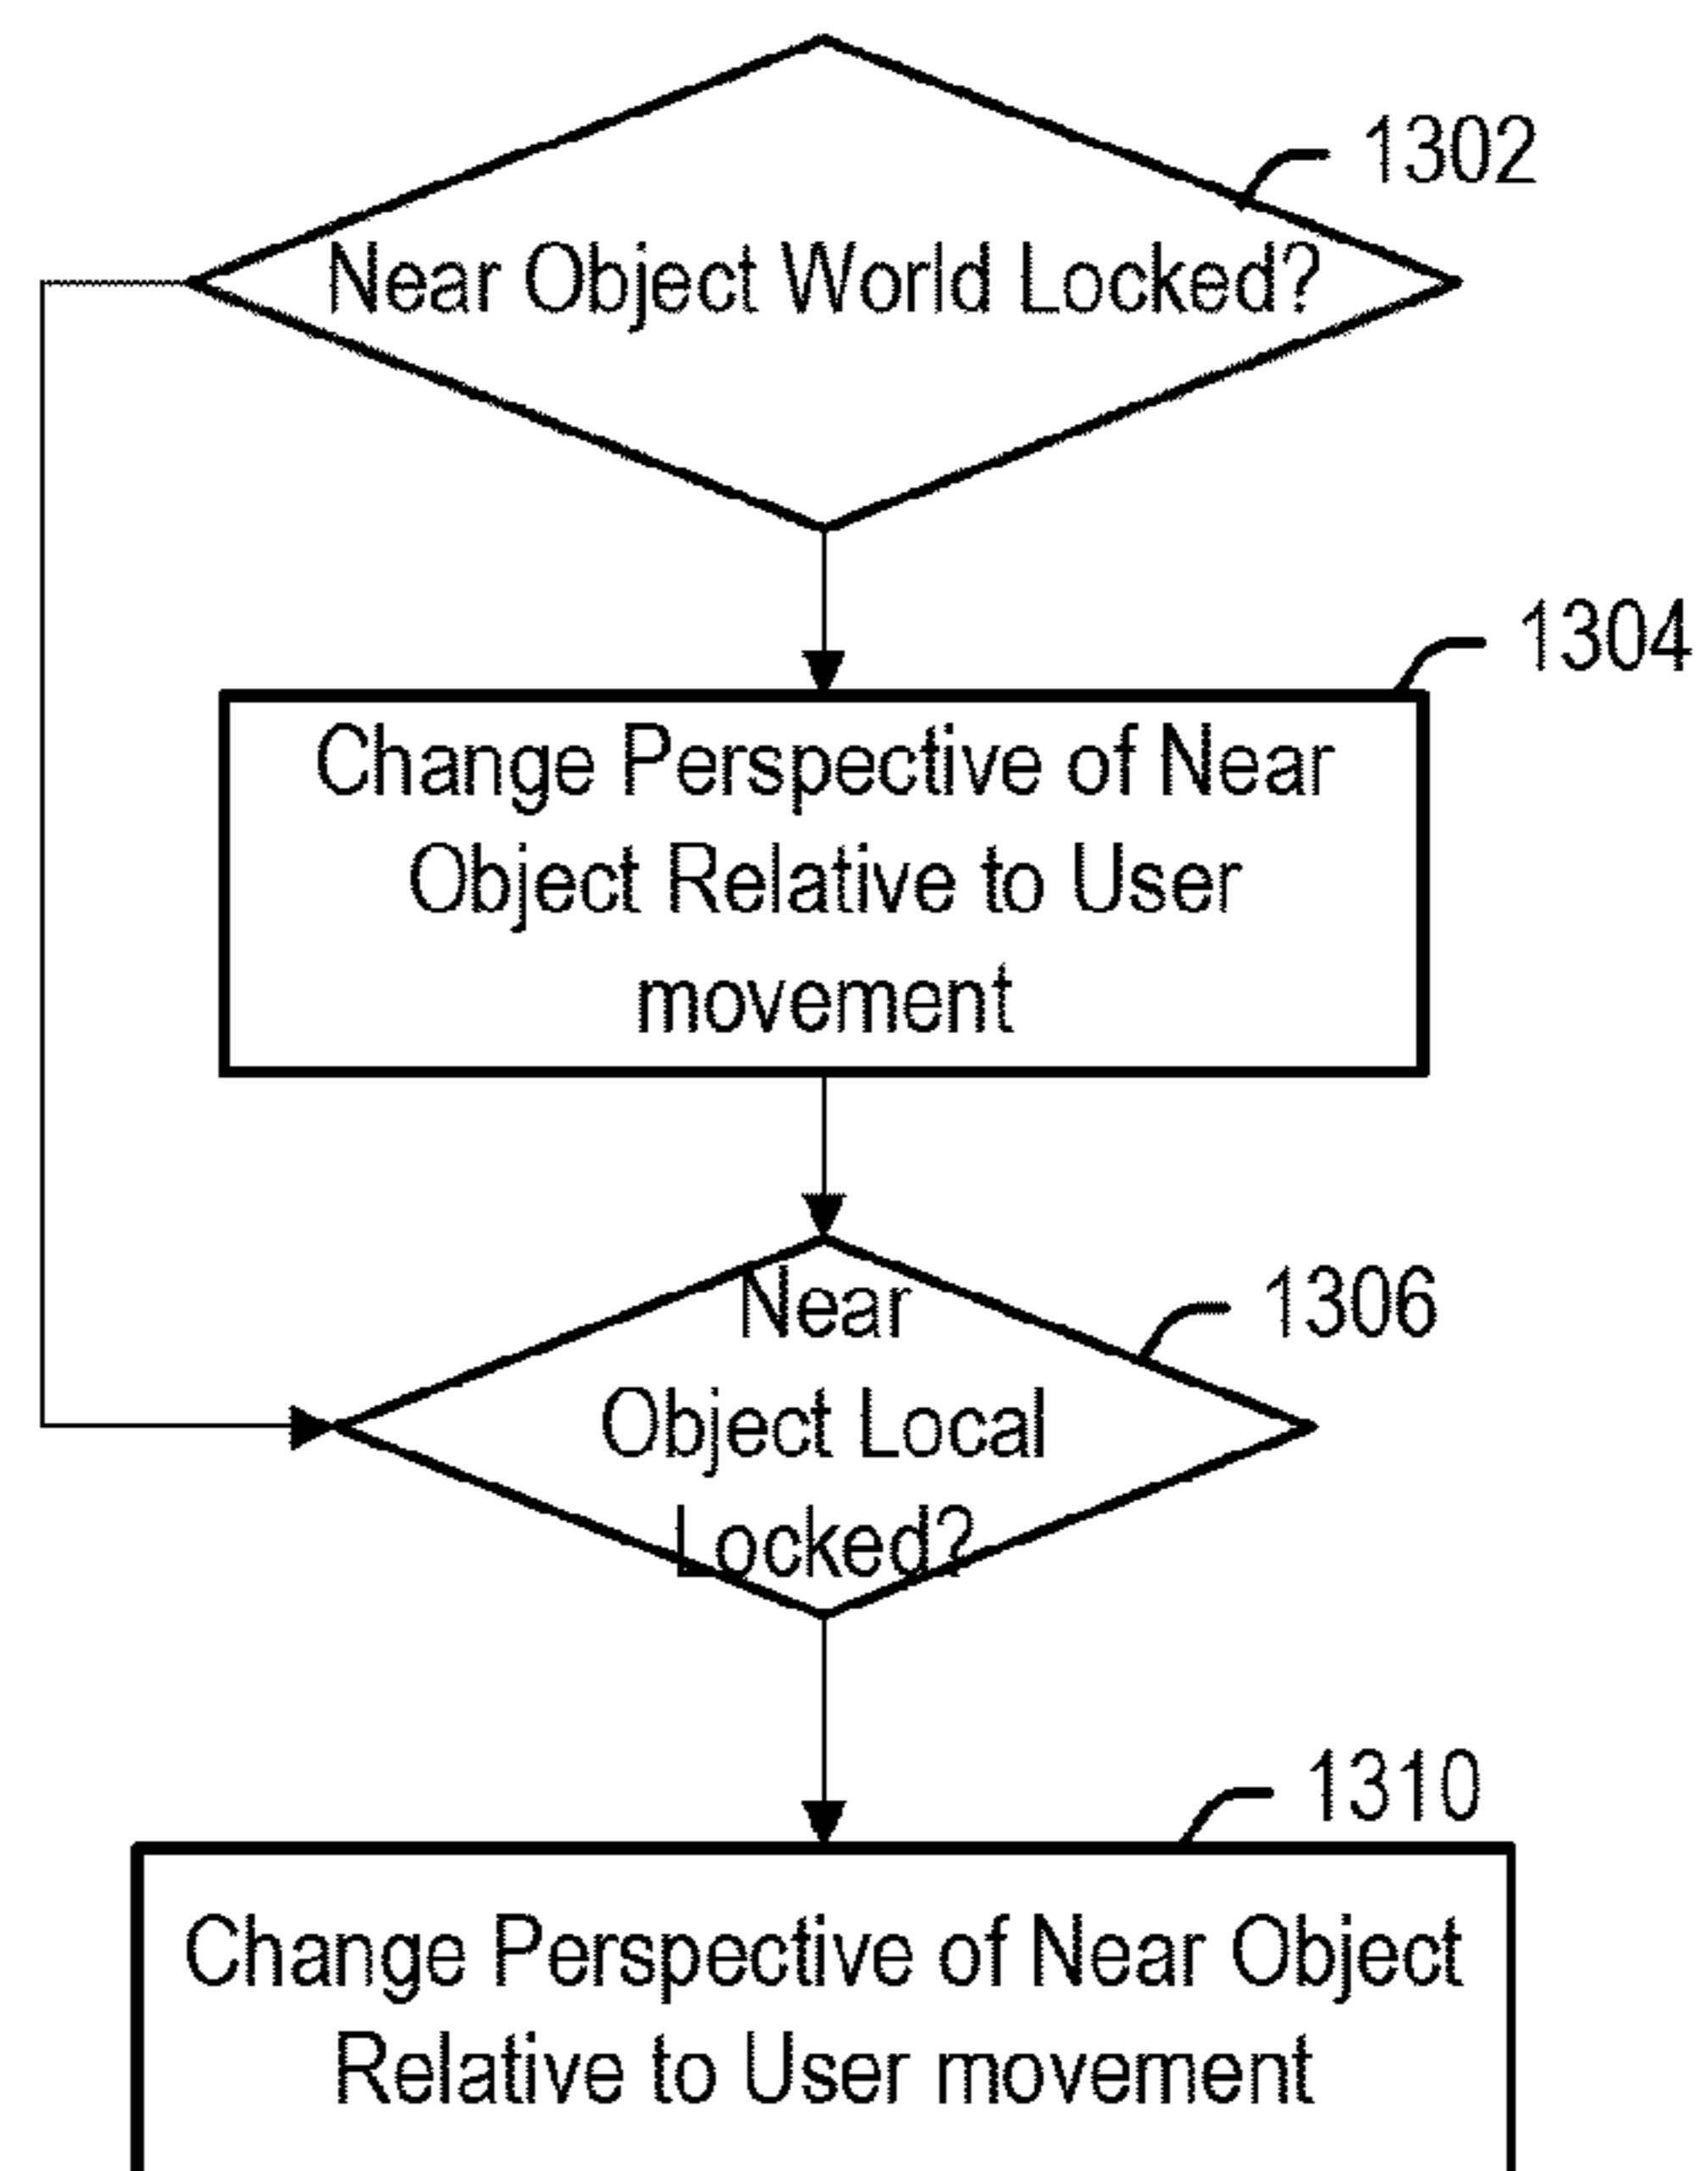 1302
Near Object World Locked?
1304
Change Perspective of Near
Object Relative to User
movement
1306
Near
Object Local
Locked?
1310
Change Perspective of Near Object
Relative to User movement